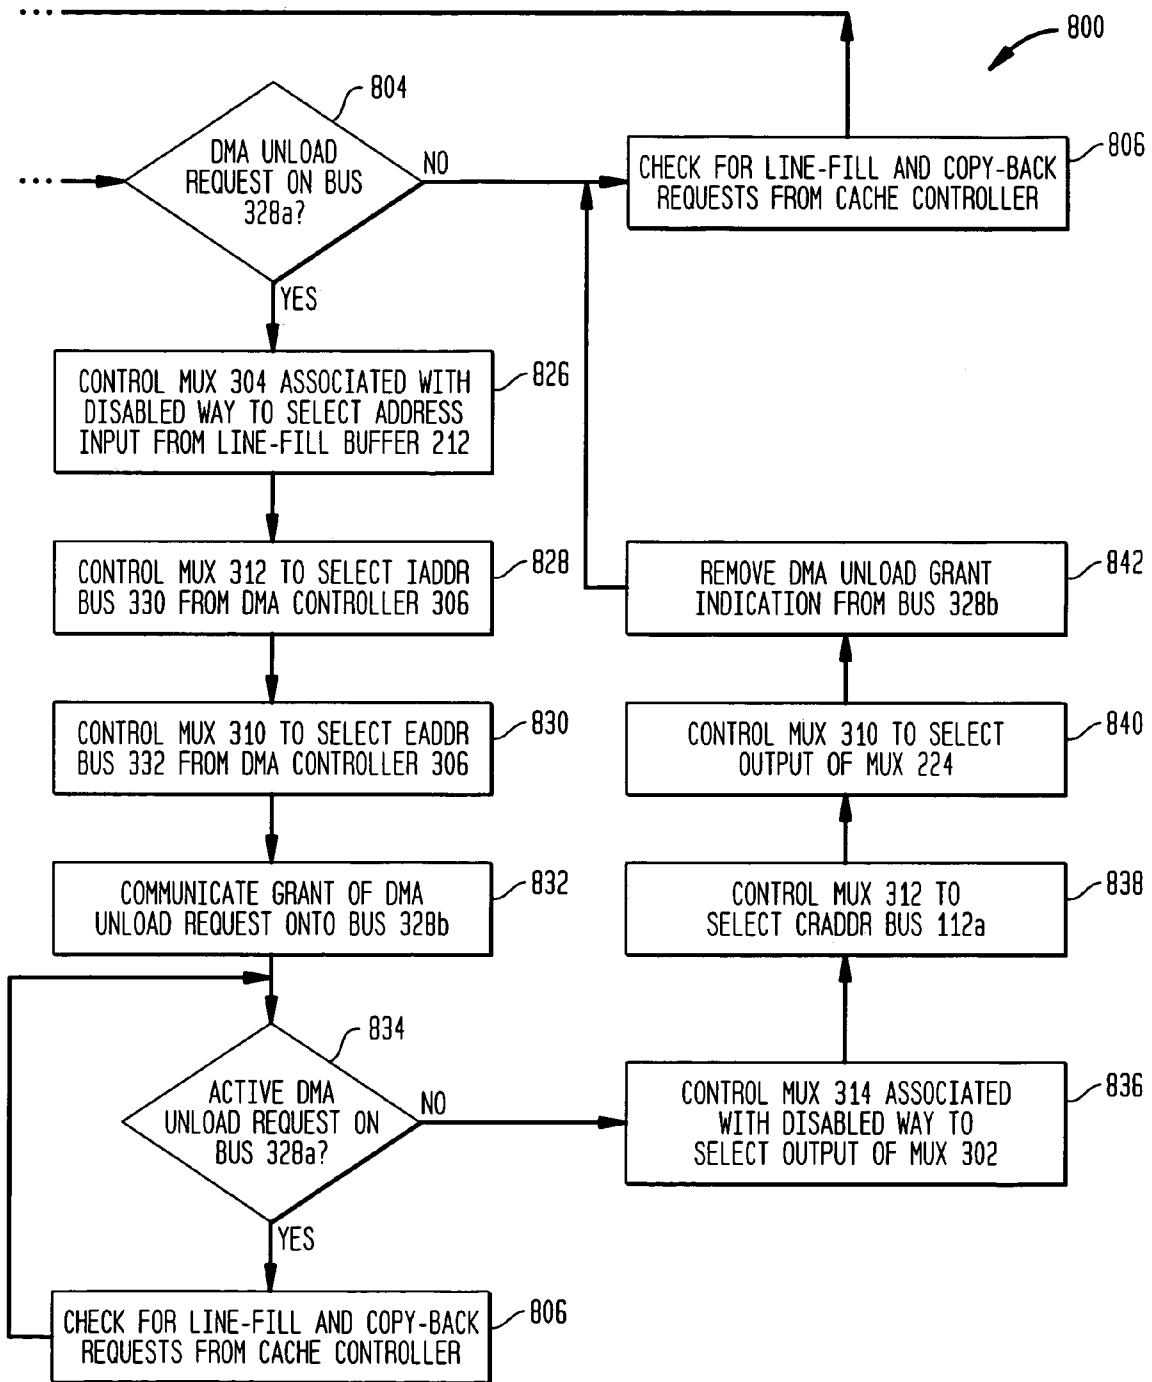 ...
800
804
DMA UNLOAD
REQUEST ON BUS
328a?
NO
YES
...
806
CHECK FOR LINE-FILL AND COPY-BACK
REQUESTS FROM CACHE CONTROLLER
826
CONTROL MUX 304 ASSOCIATED WITH
DISABLED WAY TO SELECT ADDRESS
INPUT FROM LINE-FILL BUFFER 212
828
CONTROL MUX 312 TO SELECT IADDR
BUS 330 FROM DMA CONTROLLER 306
830
CONTROL MUX 310 TO SELECT EADDR
BUS 332 FROM DMA CONTROLLER 306
832
COMMUNICATE GRANT OF DMA
UNLOAD REQUEST ONTO BUS 328b
834
ACTIVE DMA
UNLOAD REQUEST ON
BUS 328a?
NO
YES
806
CHECK FOR LINE-FILL AND COPY-BACK
REQUESTS FROM CACHE CONTROLLER
836
CONTROL MUX 314 ASSOCIATED
WITH DISABLED WAY TO
SELECT OUTPUT OF MUX 302
838
CONTROL MUX 312 TO
SELECT CRADDR BUS 112a
840
CONTROL MUX 310 TO SELECT
OUTPUT OF MUX 224
842
REMOVE DMA UNLOAD GRANT
INDICATION FROM BUS 328b